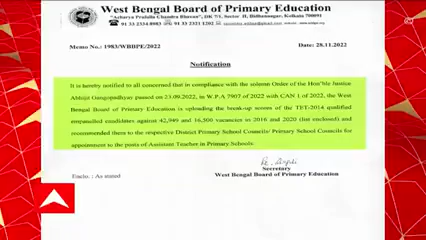 West Bengal Board of Primary Education
"Acharya Prafulla Chandra Bhavan", DK 7/1, Sector II, Bidhannagar, Kolkata 700091
Memo No.: 1983/WBBPE/2022
Date: 28.11.2022
Notification
It is hereby notified to all concerned that in compliance with the solemn Order of the Hon'ble Justice
Abhijit Gangopadhyay passed on 23.09.2022, in W.P.A 7907 of 2022 with CAN 1 of 2022, the West
Bengal Board of Primary Education is uploading the break-up scores of the TET-2014 qualified
empanelled candidates against 42,949 and 16,500 vacancies in 2016 and 2020 (list enclosed) and
recommended them to the respective District Primary School Councils/ Primary School Councils for
appointment to the posts of Assistant Teacher in Primary Schools.
Secretary
West Bengal Board of Primary Education
Enclo.: As stated